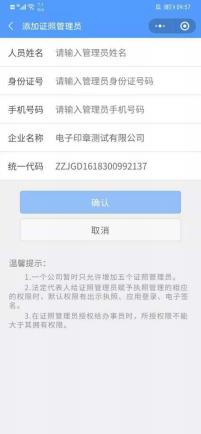 09:57
添加证照管理员
人员姓名 请输入管理员姓名
身份证号 请输入管理员身份证号码
手机号码 请输入管理员手机号码
企业名称 电子印章测试有限公司
统一代码 ZZJGD1618300992137
确认
取消
温馨提示：
1.一个公司暂时只允许增加五个证照管理员。
2.法定代表人给证照管理员赋予执照管理的相应
的权限时，默认权限有出示执照、应用登录、电子签
名。
3.在证照管理员授权给办事员时，所授权限不能
大于其拥有权限。